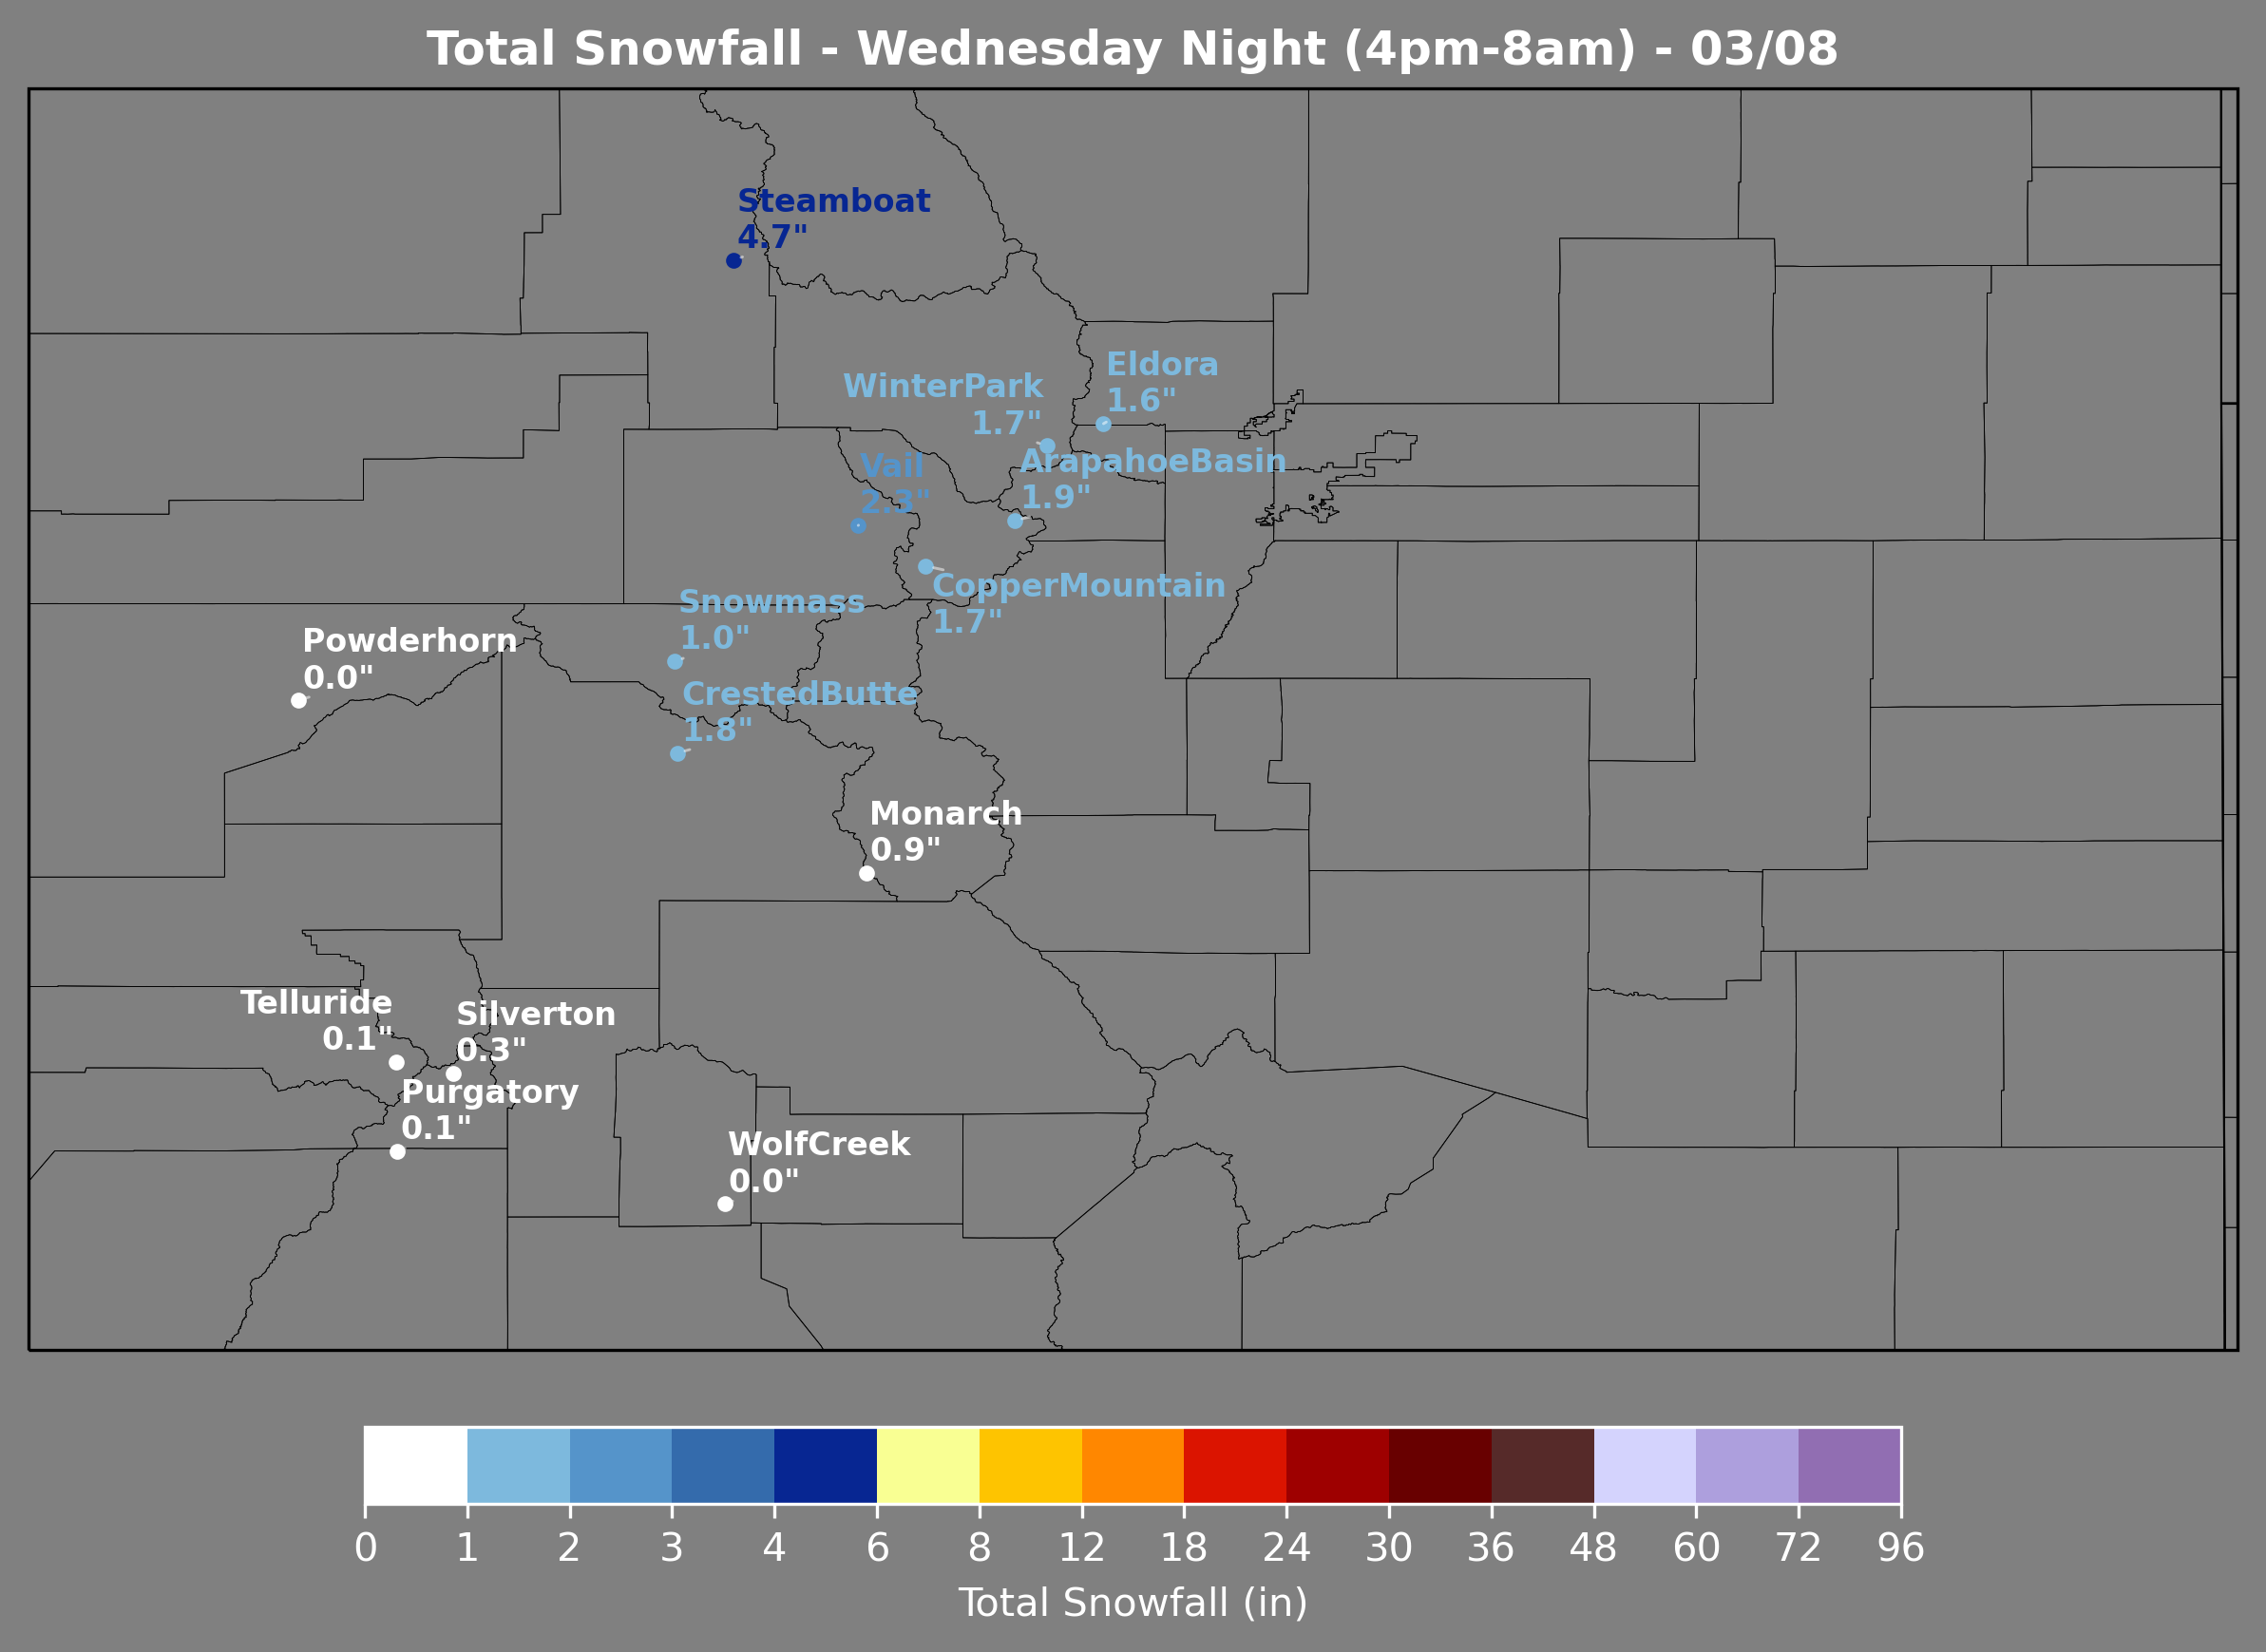 Total Snowfall - Wednesday Night (4pm-8am) - 03/08
Steamboat
4.7"
Eldora
1.6"
WinterPark
1.7"
Vail
2.3"
ArapahoeBasin
1.9"
CopperMountain
1.7"
Snowmass
1.0"
Powderhorn
0.0"
CrestedButte
1.8"
Monarch
0.9"
Telluride
0.1"
Silverton
0.3"
Purgatory
0.1"
WolfCreek
0.0"
0 1 2 3 4 6 8 12 18 24 30 36 48 60 72 96
Total Snowfall (in)